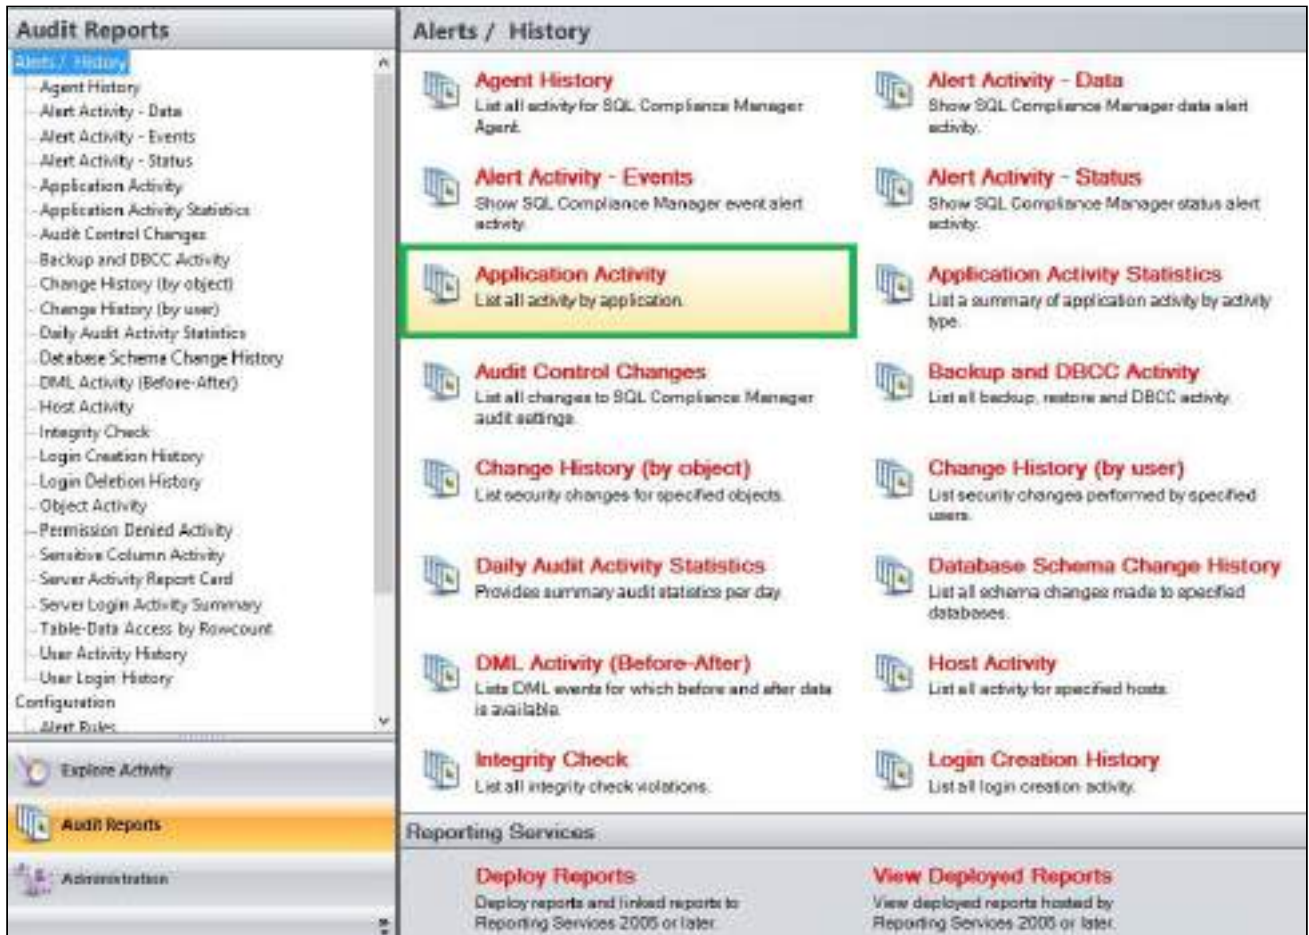 Audit Reports
Alerts / History
Agent History
Alert Activity - Data
Alert Activity - Events
Alert Activity - Status
Application Activity
Application Activity Statistics
Audit Control Changes
Backup and DBCC Activity
Change History (by object)
Change History (by user)
Daily Audit Activity Statistics
Database Schema Change History
DML Activity (Before-After)
Host Activity
Integrity Check
Login Creation History
Login Deletion History
Object Activity
Permission Denied Activity
Sensitive Column Activity
Server Activity Report Card
Server Login Activity Summary
Table-Data Access by Rowcount
User Activity History
User Login History
Configuration
Alert Rules
Explore Activity
Audit Reports
Administration
Alerts / History
Agent History
List all activity for SQL Compliance Manager
Agent.
Alert Activity - Data
Show SQL Compliance Manager data alert
activity.
Alert Activity - Events
Show SQL Compliance Manager event alert
activity.
Alert Activity - Status
Show SQL Compliance Manager status alert
activity.
Application Activity
List all activity by application.
Application Activity Statistics
List a summary of application activity by activity
type.
Audit Control Changes
List all changes to SQL Compliance Manager
audit settings.
Backup and DBCC Activity
List all backup, restore and DBCC activity.
Change History (by object)
List security changes for specified objects.
Change History (by user)
List security changes performed by specified
users.
Daily Audit Activity Statistics
Provides summary audit statistics per day.
Database Schema Change History
List all schema changes made to specified
databases.
DML Activity (Before-After)
Lists DML events for which before and after data
is available.
Host Activity
List all activity for specified hosts.
Integrity Check
List all integrity check violations.
Login Creation History
List all login creation activity.
Reporting Services
Deploy Reports
Deploy reports and linked reports to
Reporting Services 2005 or later.
View Deployed Reports
View deployed reports hosted by
Reporting Services 2005 or later.